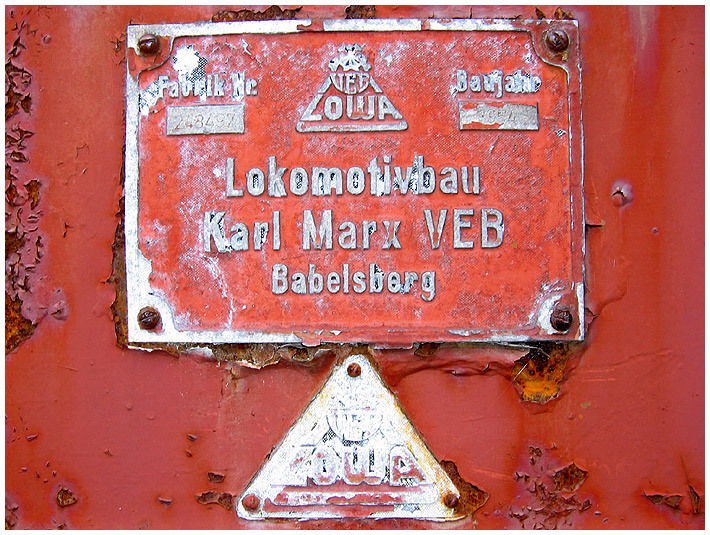 Fabrik Nr.
VEB
LOWA
Baujahr
Lokomotivbau
Karl Marx VEB
Babelsberg
VEB
LOWA